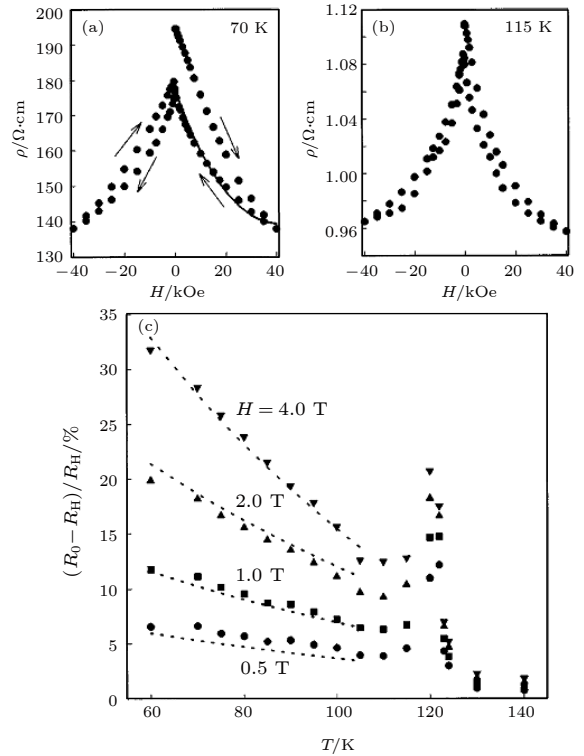 (a) 70 K
200
190
180
170
160
150
140
130
ρ/Ω·cm
−40 −20 0 20 40
H/kOe
(b) 115 K
1.12
1.08
1.04
1.00
0.96
ρ/Ω·cm
−40 −20 0 20 40
H/kOe
(c)
35
30
25
20
15
10
5
0
(R₀−R_H)/R_H/%
H = 4.0 T
2.0 T
1.0 T
0.5 T
60 80 100 120 140
T/K